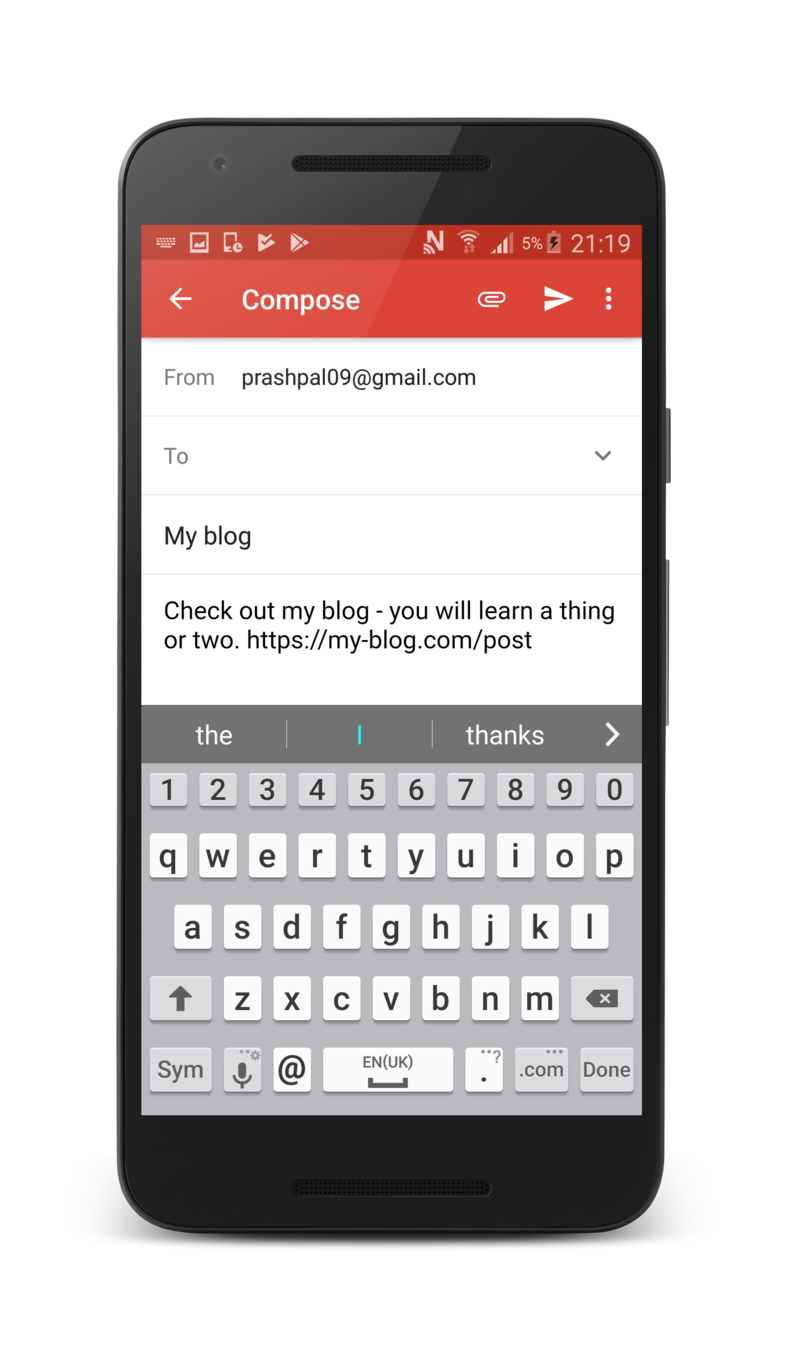 5% 21:19
Compose
From prashpal09@gmail.com
To
My blog
Check out my blog - you will learn a thing
or two. https://my-blog.com/post
the I thanks
1 2 3 4 5 6 7 8 9 0
q w e r t y u i o p
a s d f g h j k l
z x c v b n m
Sym @ EN(UK) . ? .com Done